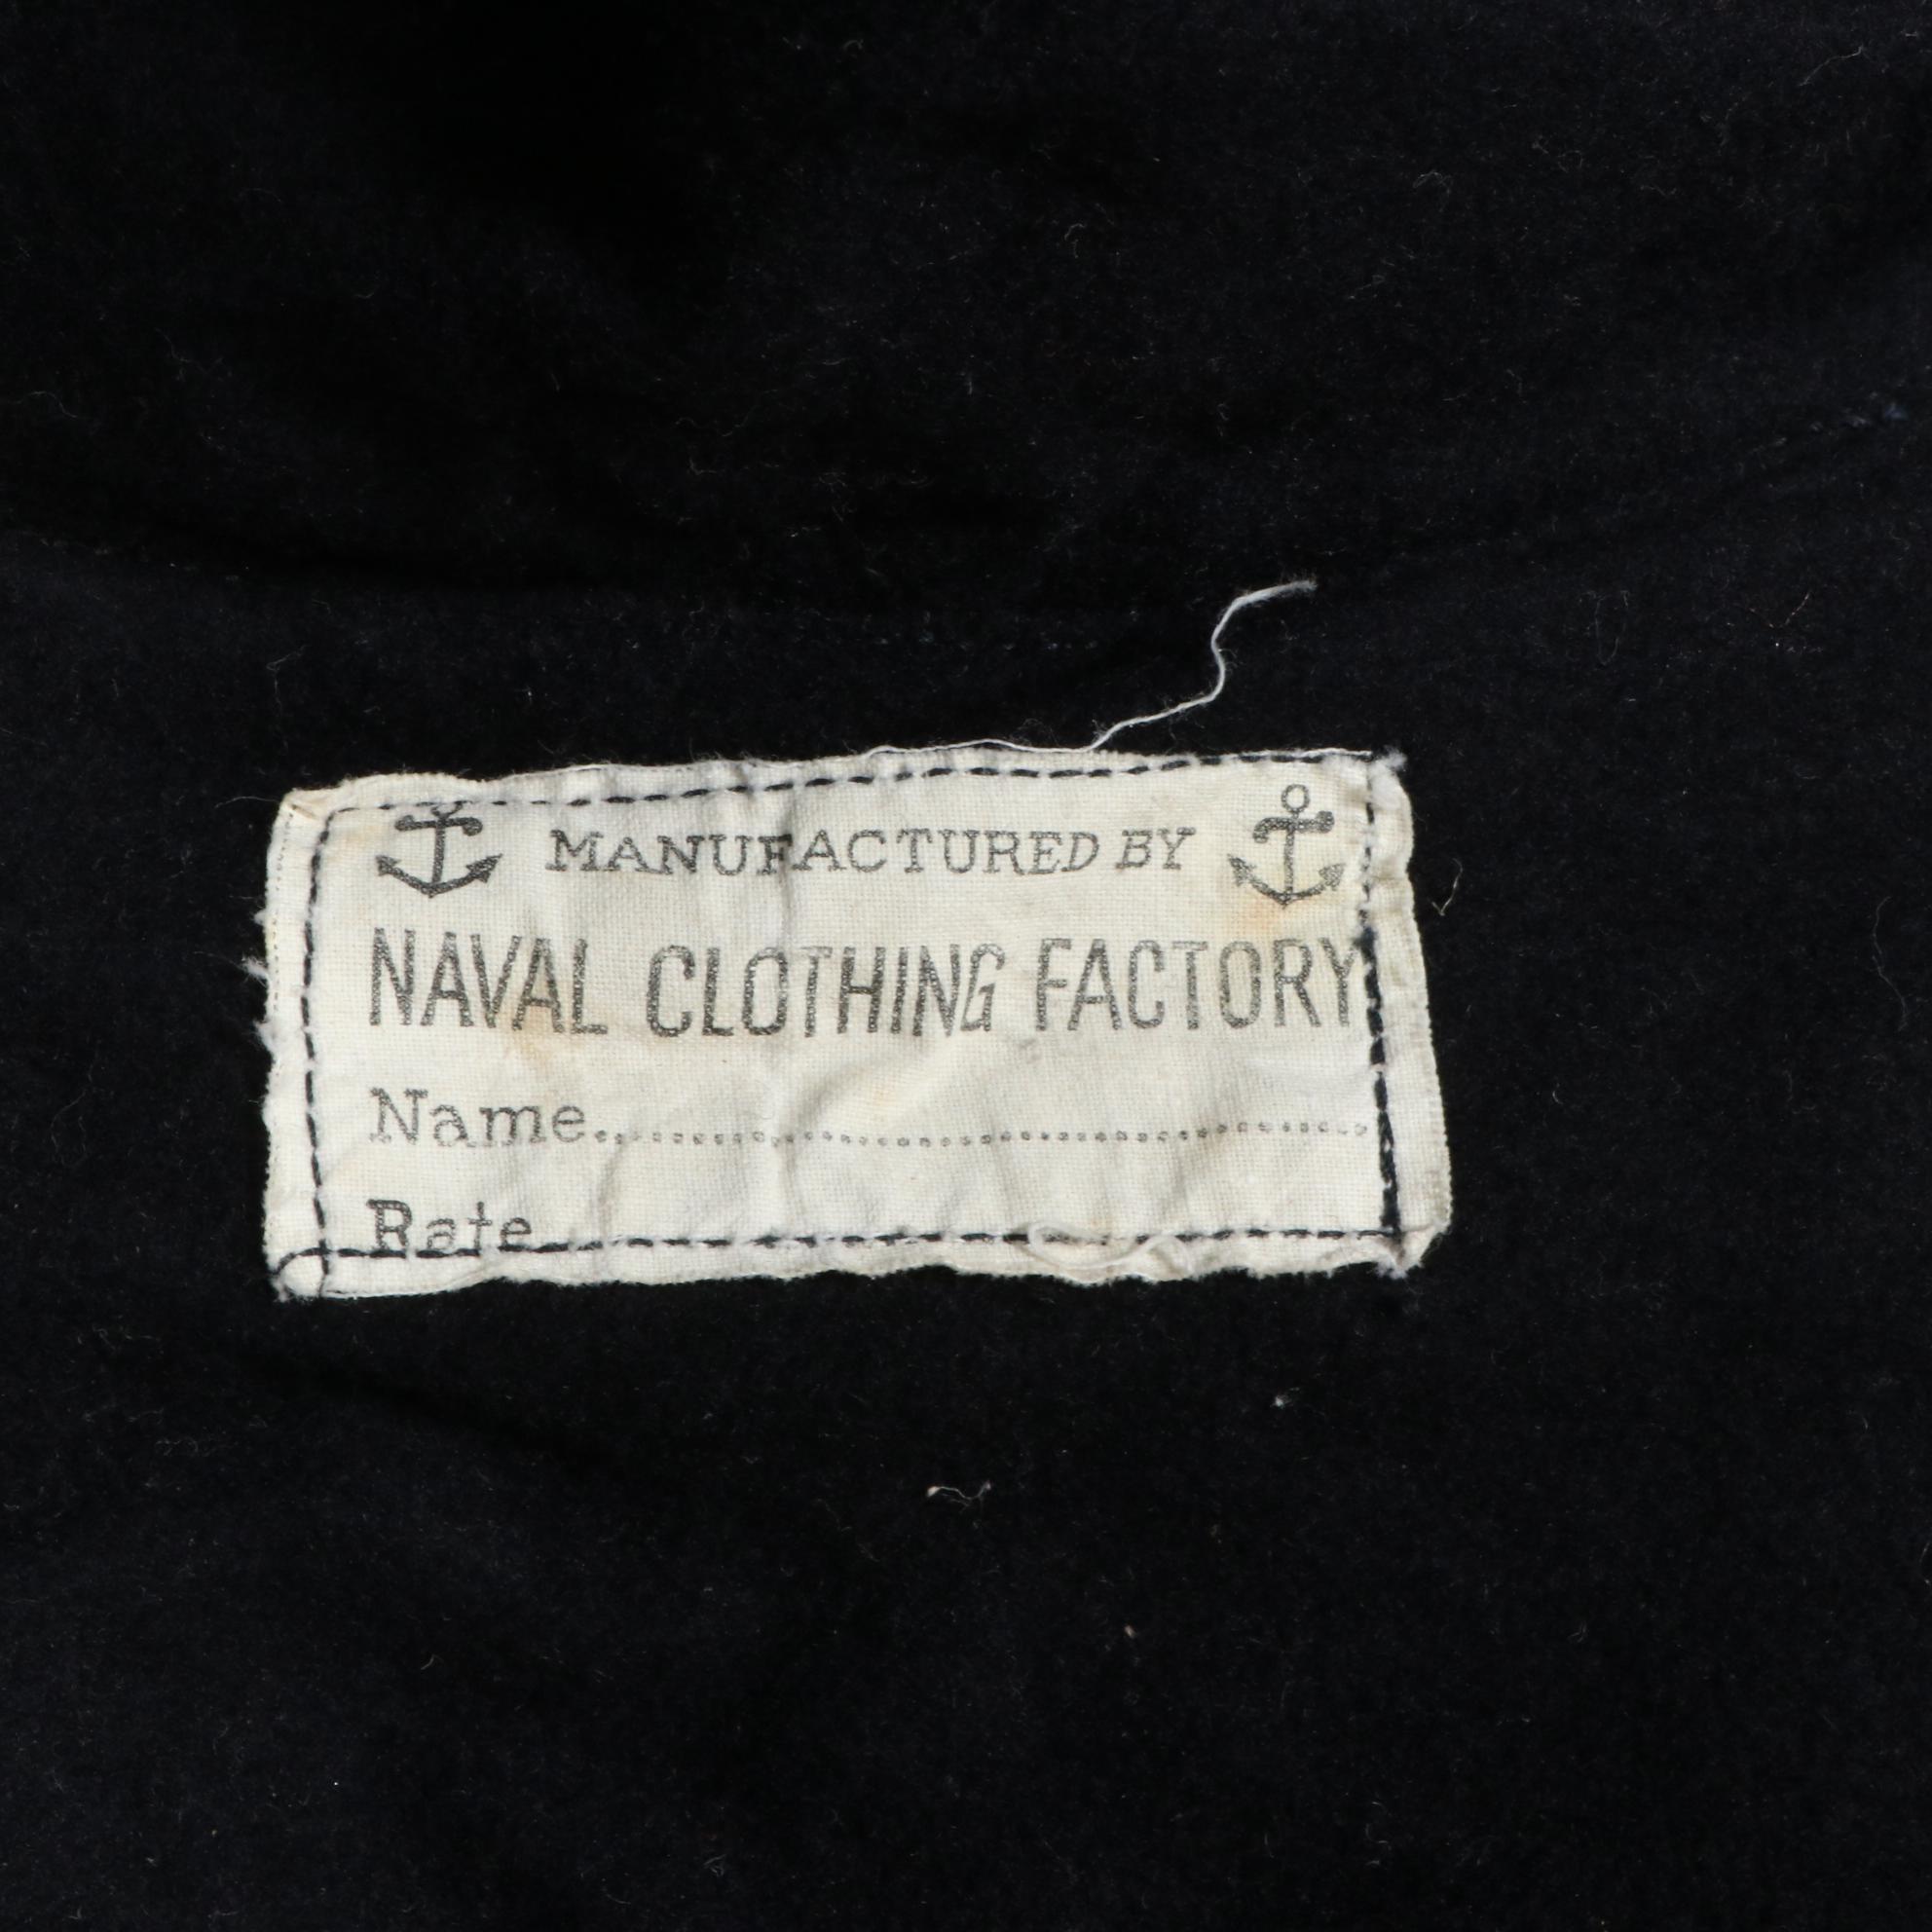 MANUFACTURED BY
NAVAL CLOTHING FACTORY
Name..............................
Rate